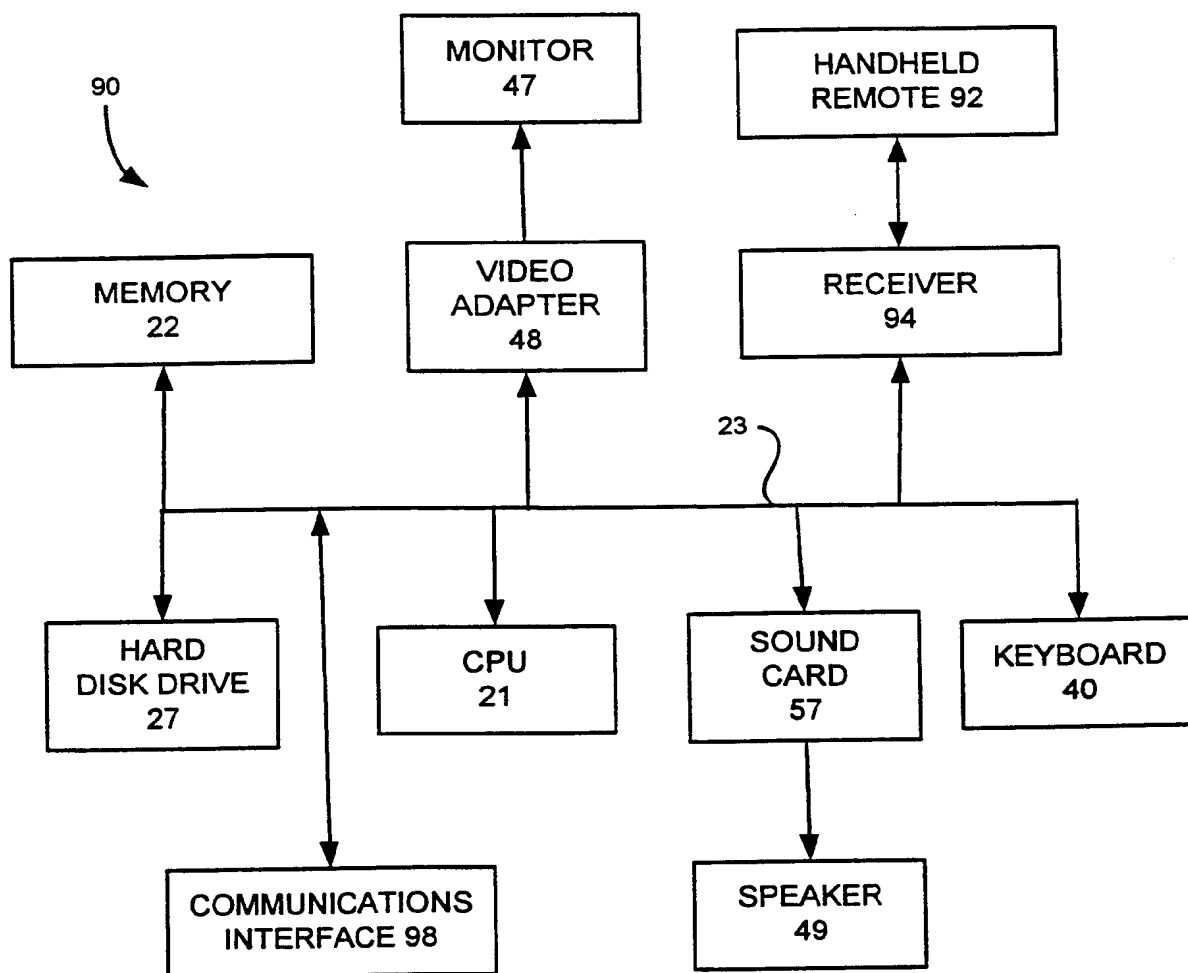 MONITOR
47
HANDHELD
REMOTE 92
90
MEMORY
22
VIDEO
ADAPTER
48
RECEIVER
94
23
HARD
DISK DRIVE
27
CPU
21
SOUND
CARD
57
KEYBOARD
40
COMMUNICATIONS
INTERFACE 98
SPEAKER
49